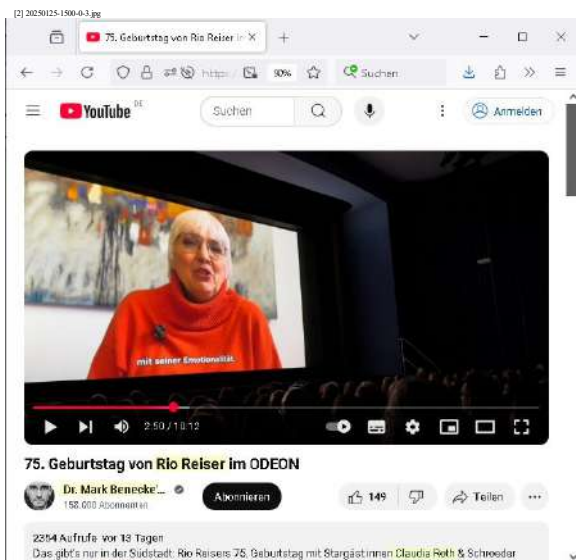 [2] 20250125-1500-0-3.jpg
75. Geburtstag von Rio Reiser
90%
Suchen
YouTube DE
Suchen
Anmelden
mit seiner Emotionalität.
2:50 / 10:12
75. Geburtstag von Rio Reiser im ODEON
Dr. Mark Benecke'...
158.000 Abonnenten
Abonnieren
149
Teilen
2354 Aufrufe vor 13 Tagen
Das gibt's nur in der Südstadt: Rio Reisers 75. Geburtstag mit Stargästinnen Claudia Roth & Schroeder